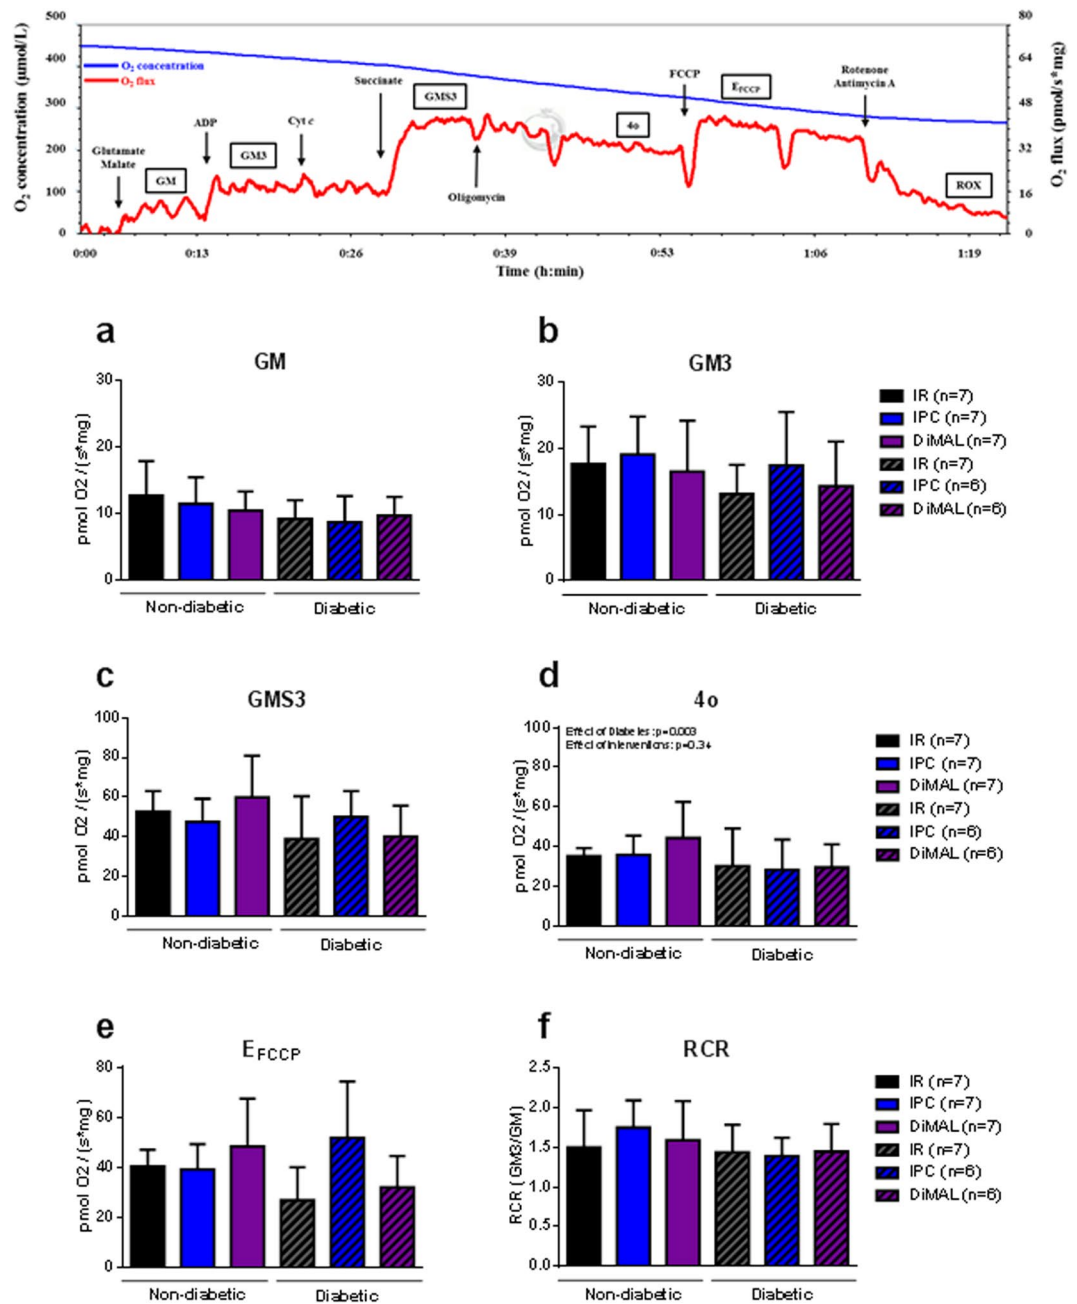 500
400
300
200
100
0
O2 concentration (µmol/L)
80
64
48
32
16
0
O2 flux (pmol/s*mg)
O2 concentration
O2 flux
Glutamate
Malate
GM
ADP
GM3
Cyt c
Succinate
GMS3
Oligomycin
4o
FCCP
EFCCP
Rotenone
Antimycin A
ROX
0:00 0:13 0:26 0:39 0:53 1:06 1:19
Time (h:min)
a
GM
30
20
10
0
pmol O2 / (s*mg)
Non-diabetic Diabetic
b
GM3
30
20
10
0
pmol O2 / (s*mg)
Non-diabetic Diabetic
IR (n=7)
IPC (n=7)
DiMAL (n=7)
IR (n=7)
IPC (n=6)
DiMAL (n=6)
c
GMS3
100
80
60
40
20
0
pmol O2 / (s*mg)
Non-diabetic Diabetic
d
4o
Effect of Diabetes: p=0.003
Effect of Interventions: p=0.34
100
80
60
40
20
0
pmol O2 / (s*mg)
Non-diabetic Diabetic
IR (n=7)
IPC (n=7)
DiMAL (n=7)
IR (n=7)
IPC (n=6)
DiMAL (n=6)
e
EFCCP
80
60
40
20
0
pmol O2 / (s*mg)
Non-diabetic Diabetic
f
RCR
2.5
2.0
1.5
1.0
0.5
0.0
RCR ( GM3/GM)
Non-diabetic Diabetic
IR (n=7)
IPC (n=7)
DiMAL (n=7)
IR (n=7)
IPC (n=6)
DiMAL (n=6)